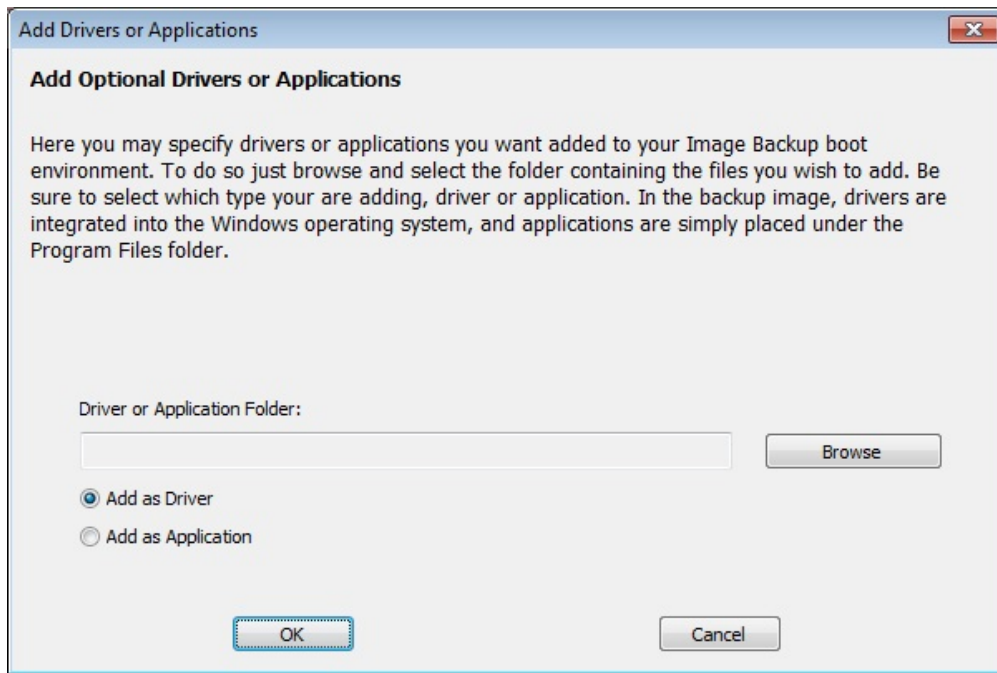 Add Drivers or Applications
Add Optional Drivers or Applications
Here you may specify drivers or applications you want added to your Image Backup boot
environment. To do so just browse and select the folder containing the files you wish to add. Be
sure to select which type your are adding, driver or application. In the backup image, drivers are
integrated into the Windows operating system, and applications are simply placed under the
Program Files folder.
Driver or Application Folder:
Browse
Add as Driver
Add as Application
OK
Cancel